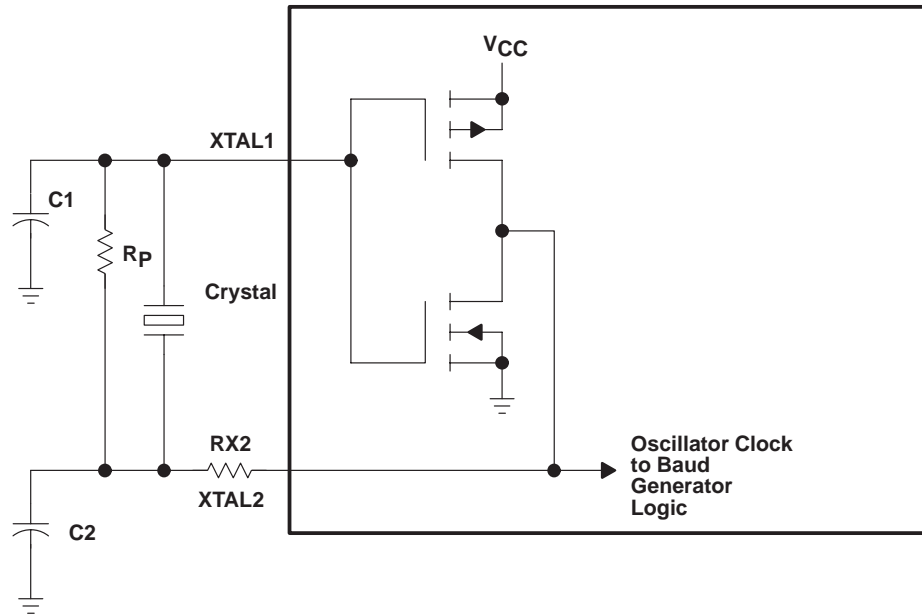 VCC
XTAL1
C1
RP
Crystal
RX2
XTAL2
C2
Oscillator Clock
to Baud
Generator
Logic